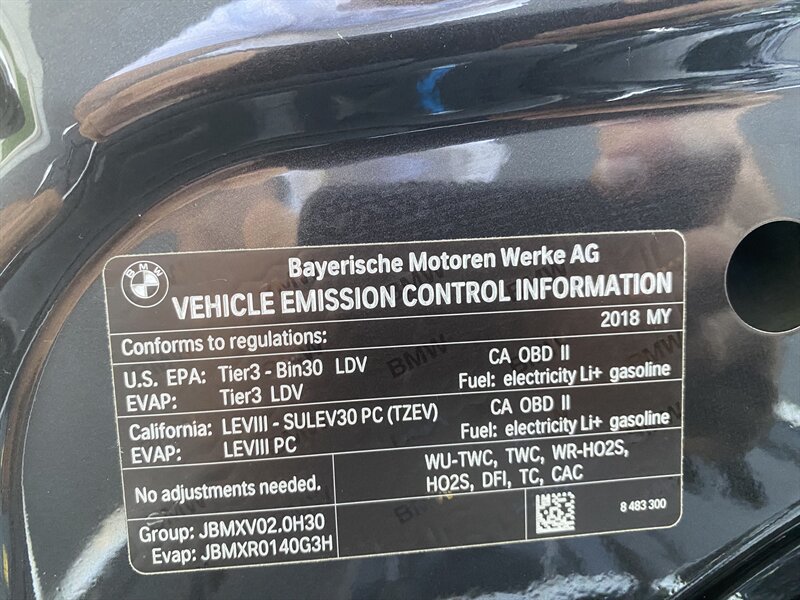 BMW
Bayerische Motoren Werke AG
VEHICLE EMISSION CONTROL INFORMATION
Conforms to regulations: 2018 MY
U.S. EPA: Tier3 - Bin30 LDV CA OBD II
EVAP: Tier3 LDV Fuel: electricity Li+ gasoline
California: LEVIII - SULEV30 PC (TZEV) CA OBD II
EVAP: LEVIII PC Fuel: electricity Li+ gasoline
No adjustments needed.
WU-TWC, TWC, WR-HO2S,
HO2S, DFI, TC, CAC
Group: JBMXV02.0H30
Evap: JBMXR0140G3H
8 483 300